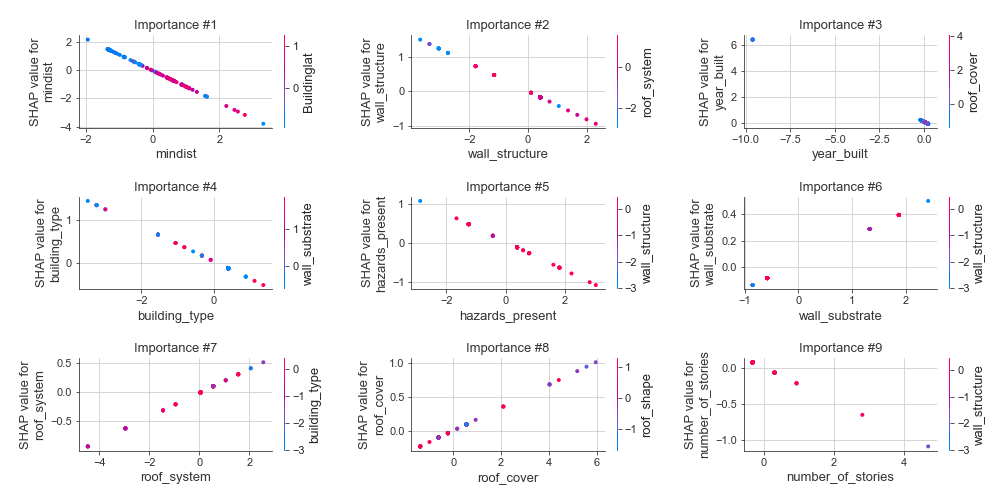 Importance #1
SHAP value for
mindist
2
0
−2
−4
−2
0
2
mindist
1
0
Buildinglat
Importance #2
SHAP value for
wall_structure
1
0
−1
−2
0
2
wall_structure
0
−2
roof_system
Importance #3
SHAP value for
year_built
6
4
2
0
−10.0
−7.5
−5.0
−2.5
0.0
year_built
4
2
0
roof_cover
Importance #4
SHAP value for
building_type
1
0
−2
0
building_type
1
0
wall_substrate
Importance #5
SHAP value for
hazards_present
1
0
−1
−2
0
2
hazards_present
0
−1
−2
−3
wall_structure
Importance #6
SHAP value for
wall_substrate
0.4
0.2
0.0
−1
0
1
2
wall_substrate
0
−1
−2
−3
wall_structure
Importance #7
SHAP value for
roof_system
0.5
0.0
−0.5
−4
−2
0
2
roof_system
0
−1
−2
−3
building_type
Importance #8
SHAP value for
roof_cover
1.0
0.5
0.0
0
2
4
6
roof_cover
1
0
−1
roof_shape
Importance #9
SHAP value for
number_of_stories
0.0
−0.5
−1.0
0
2
4
number_of_stories
0
−1
−2
−3
wall_structure